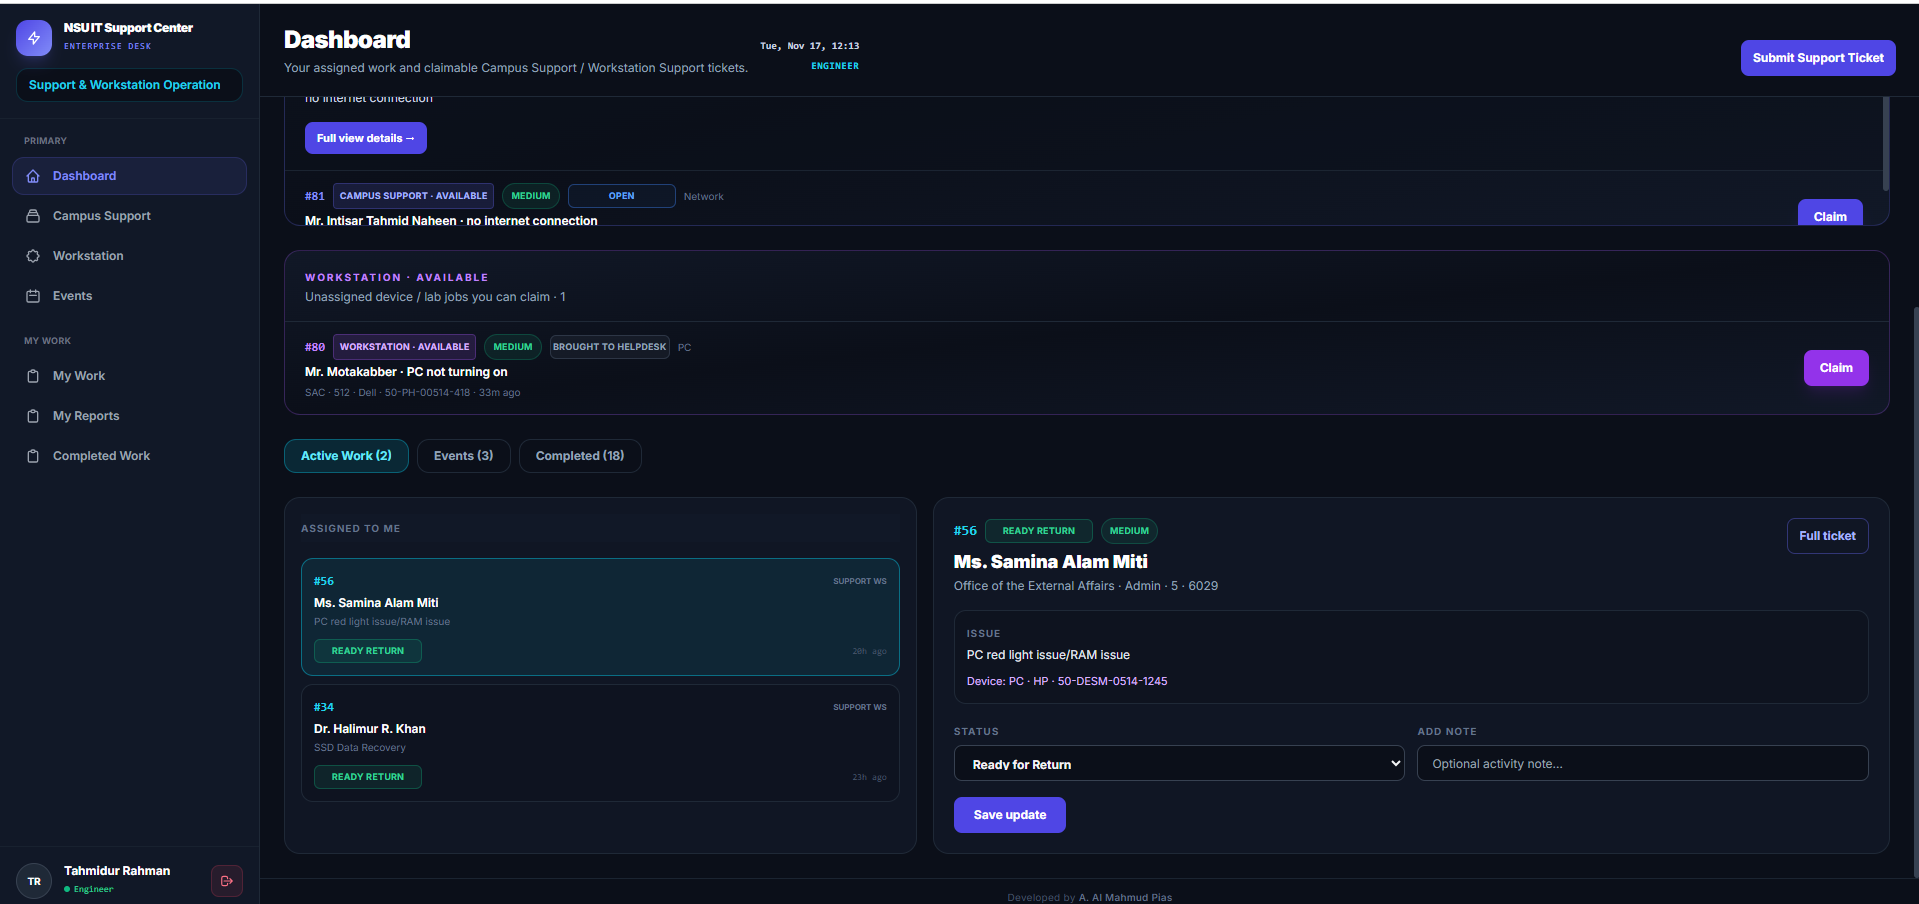 NSU IT Support Center
ENTERPRISE DESK
Support & Workstation Operation
PRIMARY
Dashboard
Campus Support
Workstation
Events
MY WORK
My Work
My Reports
Completed Work
TR
Tahmidur Rahman
Engineer
Dashboard
Your assigned work and claimable Campus Support / Workstation Support tickets.
Tue, Nov 17, 12:13
ENGINEER
Submit Support Ticket
no internet connection
Full view details →
#81 CAMPUS SUPPORT · AVAILABLE MEDIUM OPEN Network
Mr. Intisar Tahmid Naheen · no internet connection
Claim
WORKSTATION · AVAILABLE
Unassigned device / lab jobs you can claim · 1
#80 WORKSTATION · AVAILABLE MEDIUM BROUGHT TO HELPDESK PC
Mr. Motakabber · PC not turning on
SAC · 512 · Dell · 50-PH-00514-418 · 33m ago
Claim
Active Work (2) Events (3) Completed (18)
ASSIGNED TO ME
#56 SUPPORT WS
Ms. Samina Alam Miti
PC red light issue/RAM issue
READY RETURN 20h ago
#34 SUPPORT WS
Dr. Halimur R. Khan
SSD Data Recovery
READY RETURN 23h ago
#56 READY RETURN MEDIUM
Full ticket
Ms. Samina Alam Miti
Office of the External Affairs · Admin · 5 · 6029
ISSUE
PC red light issue/RAM issue
Device: PC · HP · 50-DESM-0514-1245
STATUS
Ready for Return
ADD NOTE
Optional activity note...
Save update
Developed by A. Al Mahmud Pias